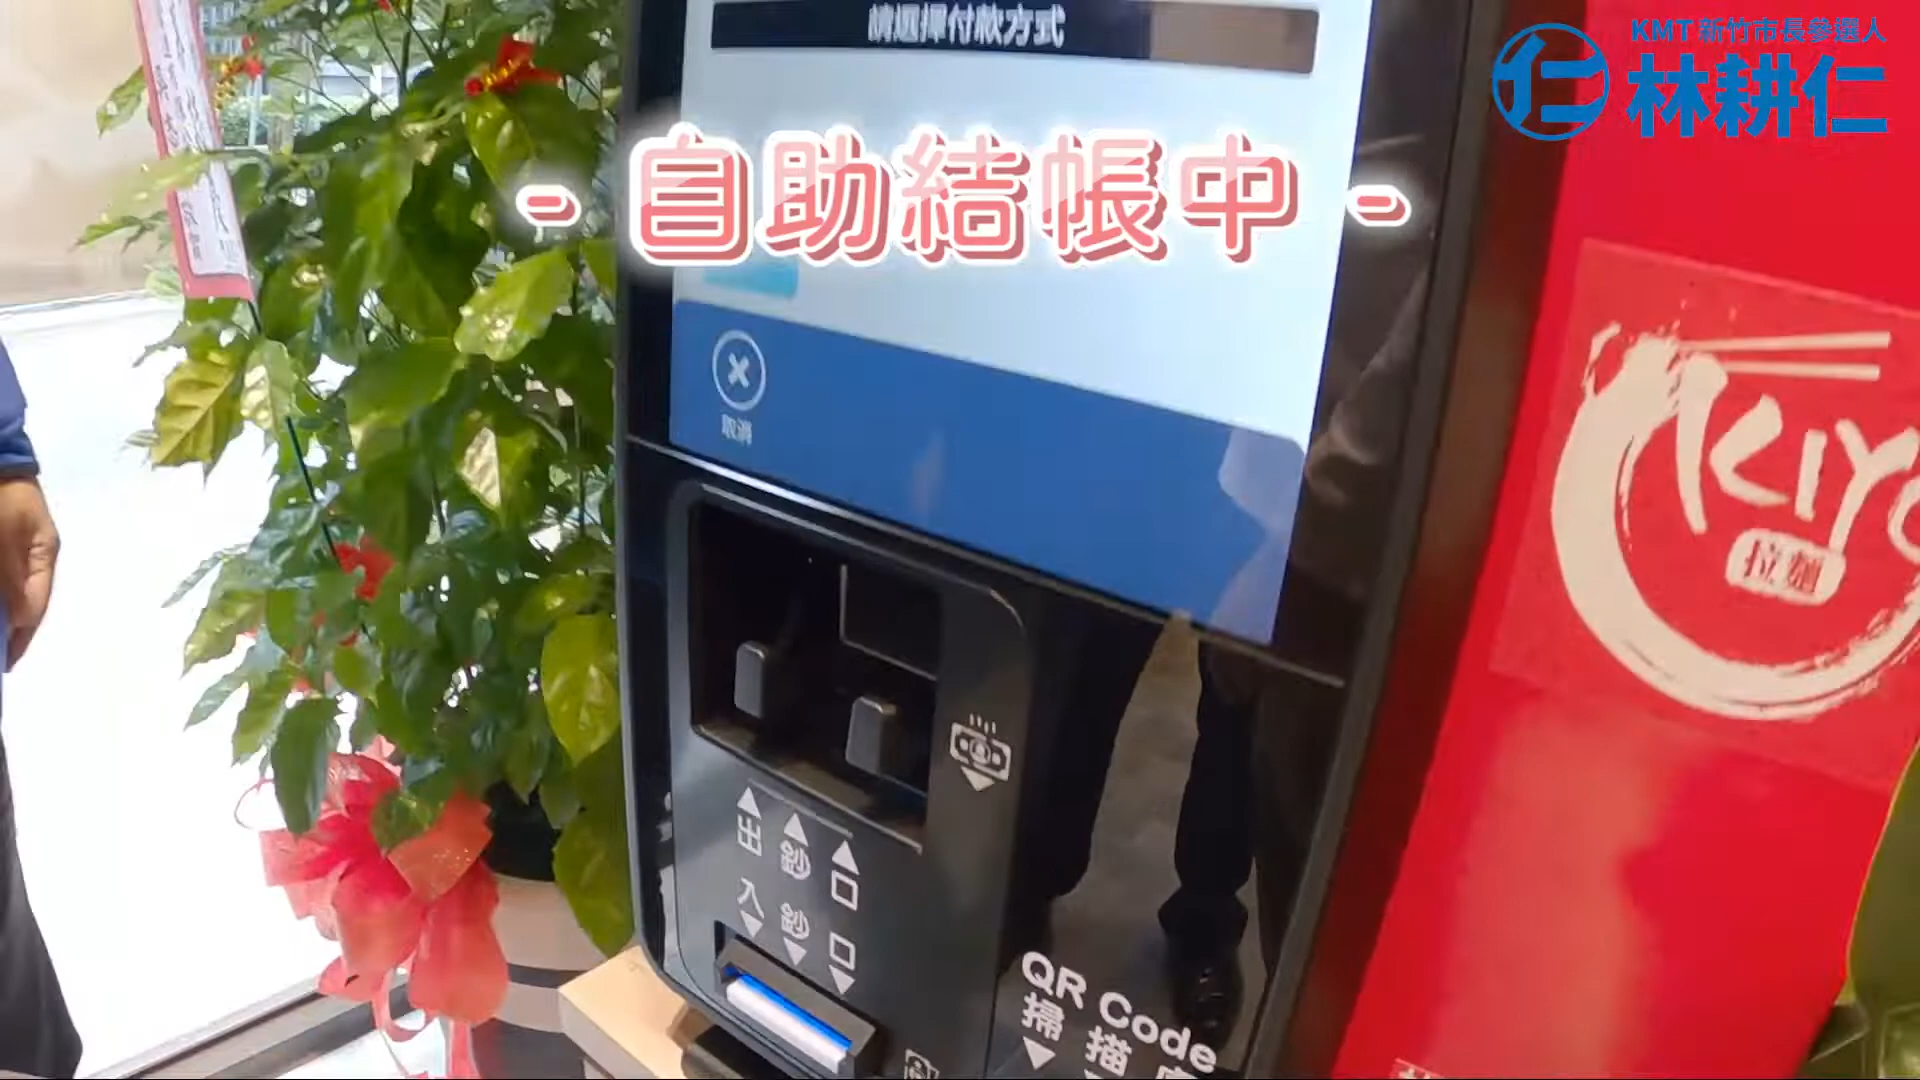 請選擇付款方式
KMT新竹市長參選人
仁 林耕仁
- 自助結帳中 -
取消
Kiyo
拉麵
出鈔口
入鈔口
QR Code
掃描